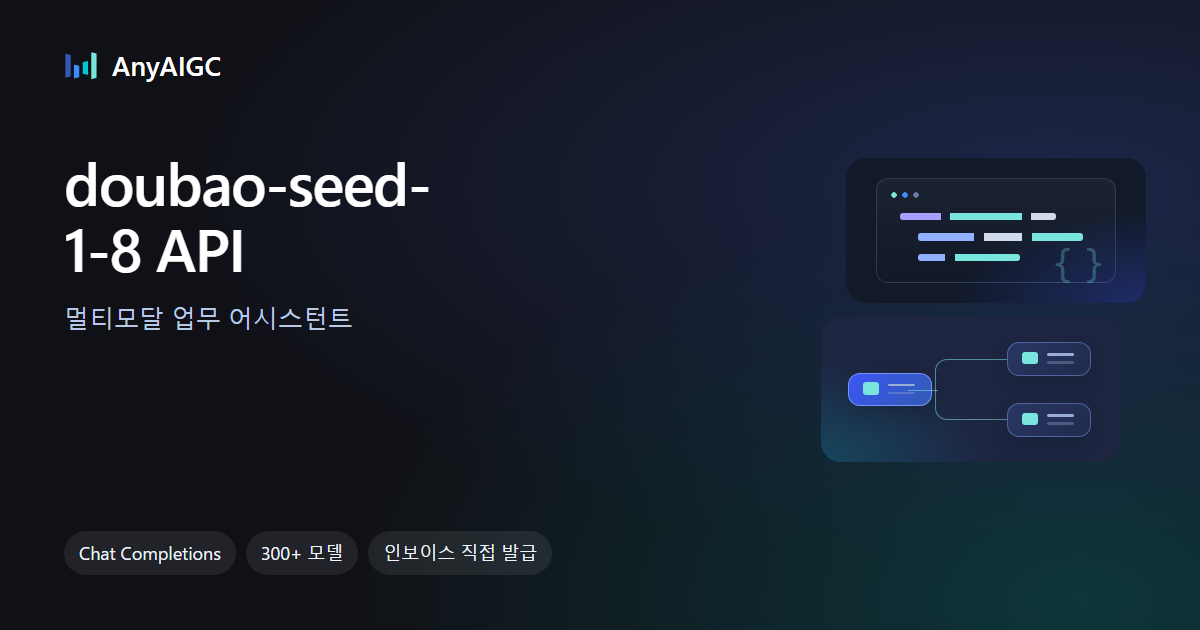 AnyAIGC
doubao-seed-
1-8 API
멀티모달 업무 어시스턴트
{ }
Chat Completions
300+ 모델
인보이스 직접 발급